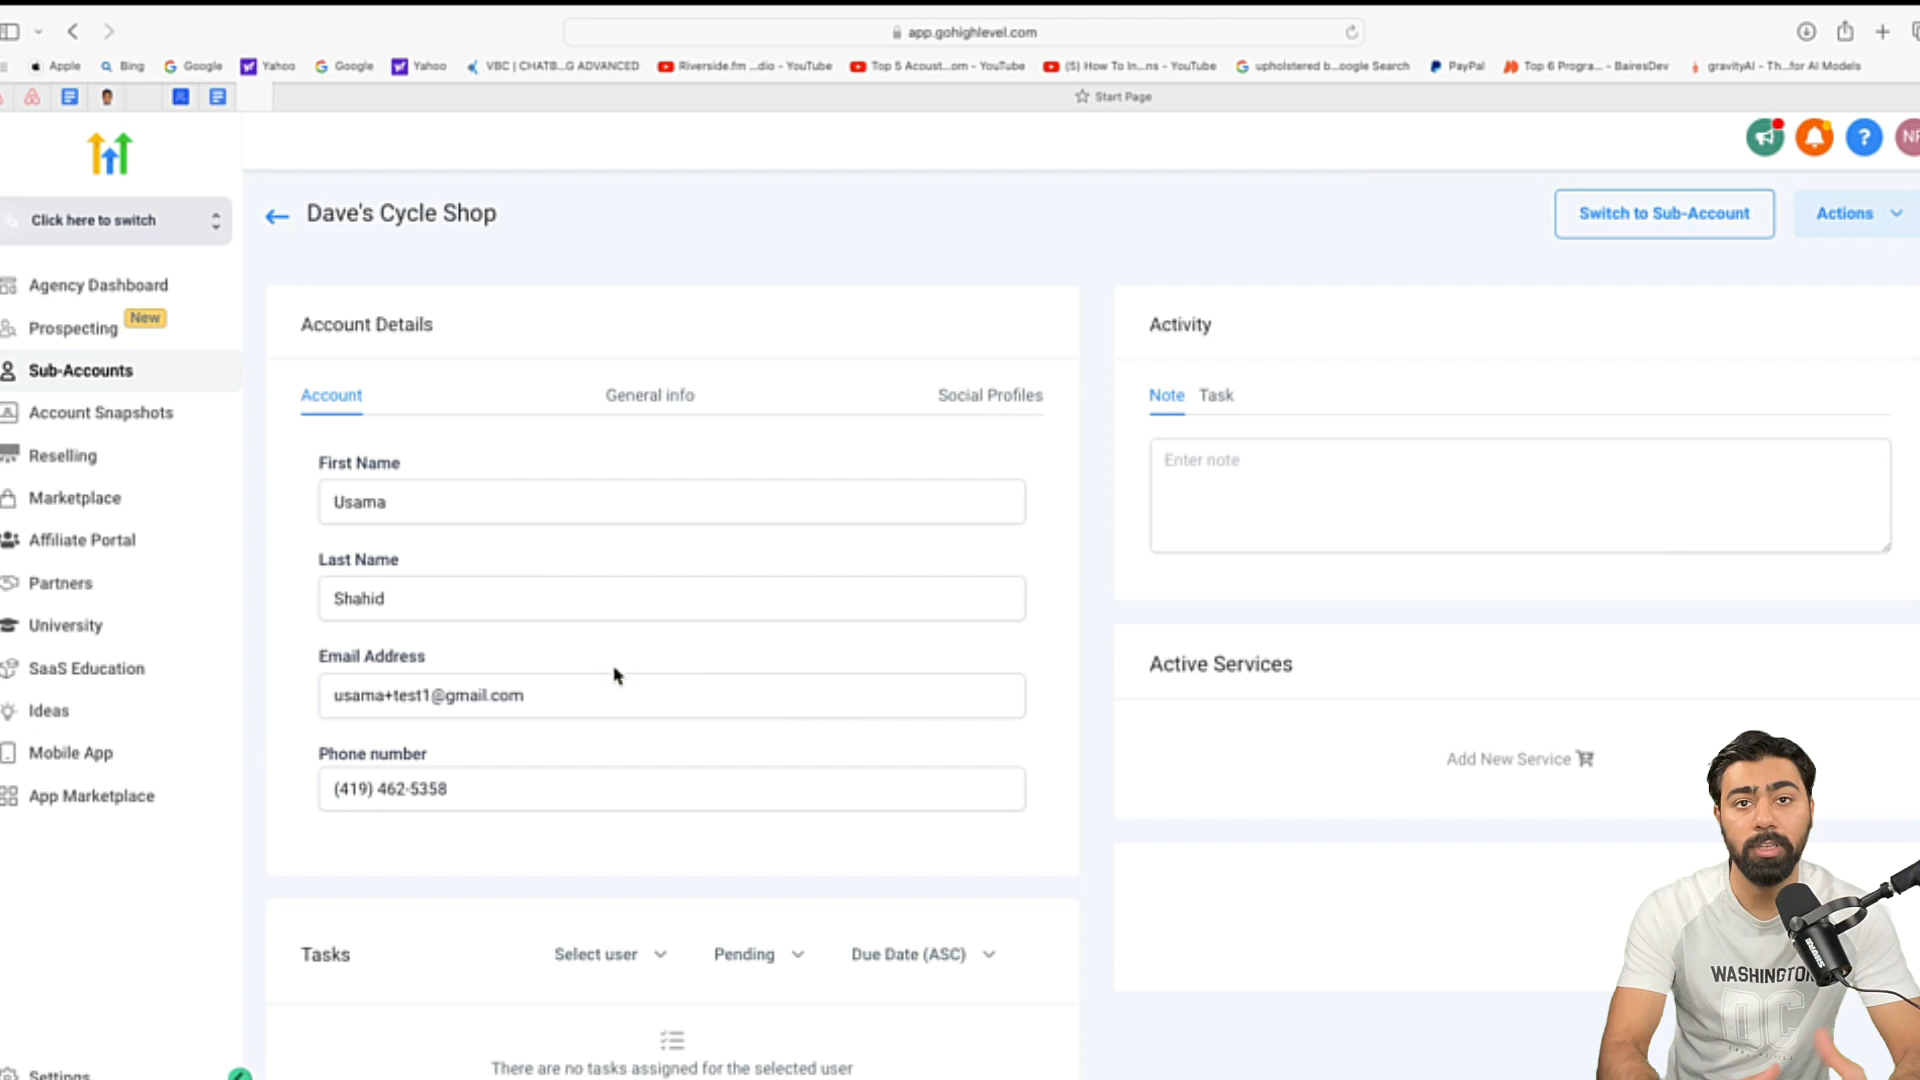 app.gohighlevel.com
Apple
Bing
Google
Yahoo
Google
Yahoo
VBC | CHATB...G ADVANCED
Riverside.fm ...dio - YouTube
Top 5 Acoust...om - YouTube
(5) How To In...ns - YouTube
upholstered b...oogle Search
PayPal
Top 6 Progra... - BairesDev
gravityAI - Th...for AI Models
Start Page
NF
Click here to switch
Dave's Cycle Shop
Switch to Sub-Account
Actions
Agency Dashboard
Prospecting
New
Sub-Accounts
Account Snapshots
Reselling
Marketplace
Affiliate Portal
Partners
University
SaaS Education
Ideas
Mobile App
App Marketplace
Settings
Account Details
Account
General info
Social Profiles
First Name
Usama
Last Name
Shahid
Email Address
usama+test1@gmail.com
Phone number
(419) 462-5358
Tasks
Select user
Pending
Due Date (ASC)
There are no tasks assigned for the selected user
Activity
Note
Task
Enter note
Active Services
Add New Service
SHURE
WASHINGTON
DC